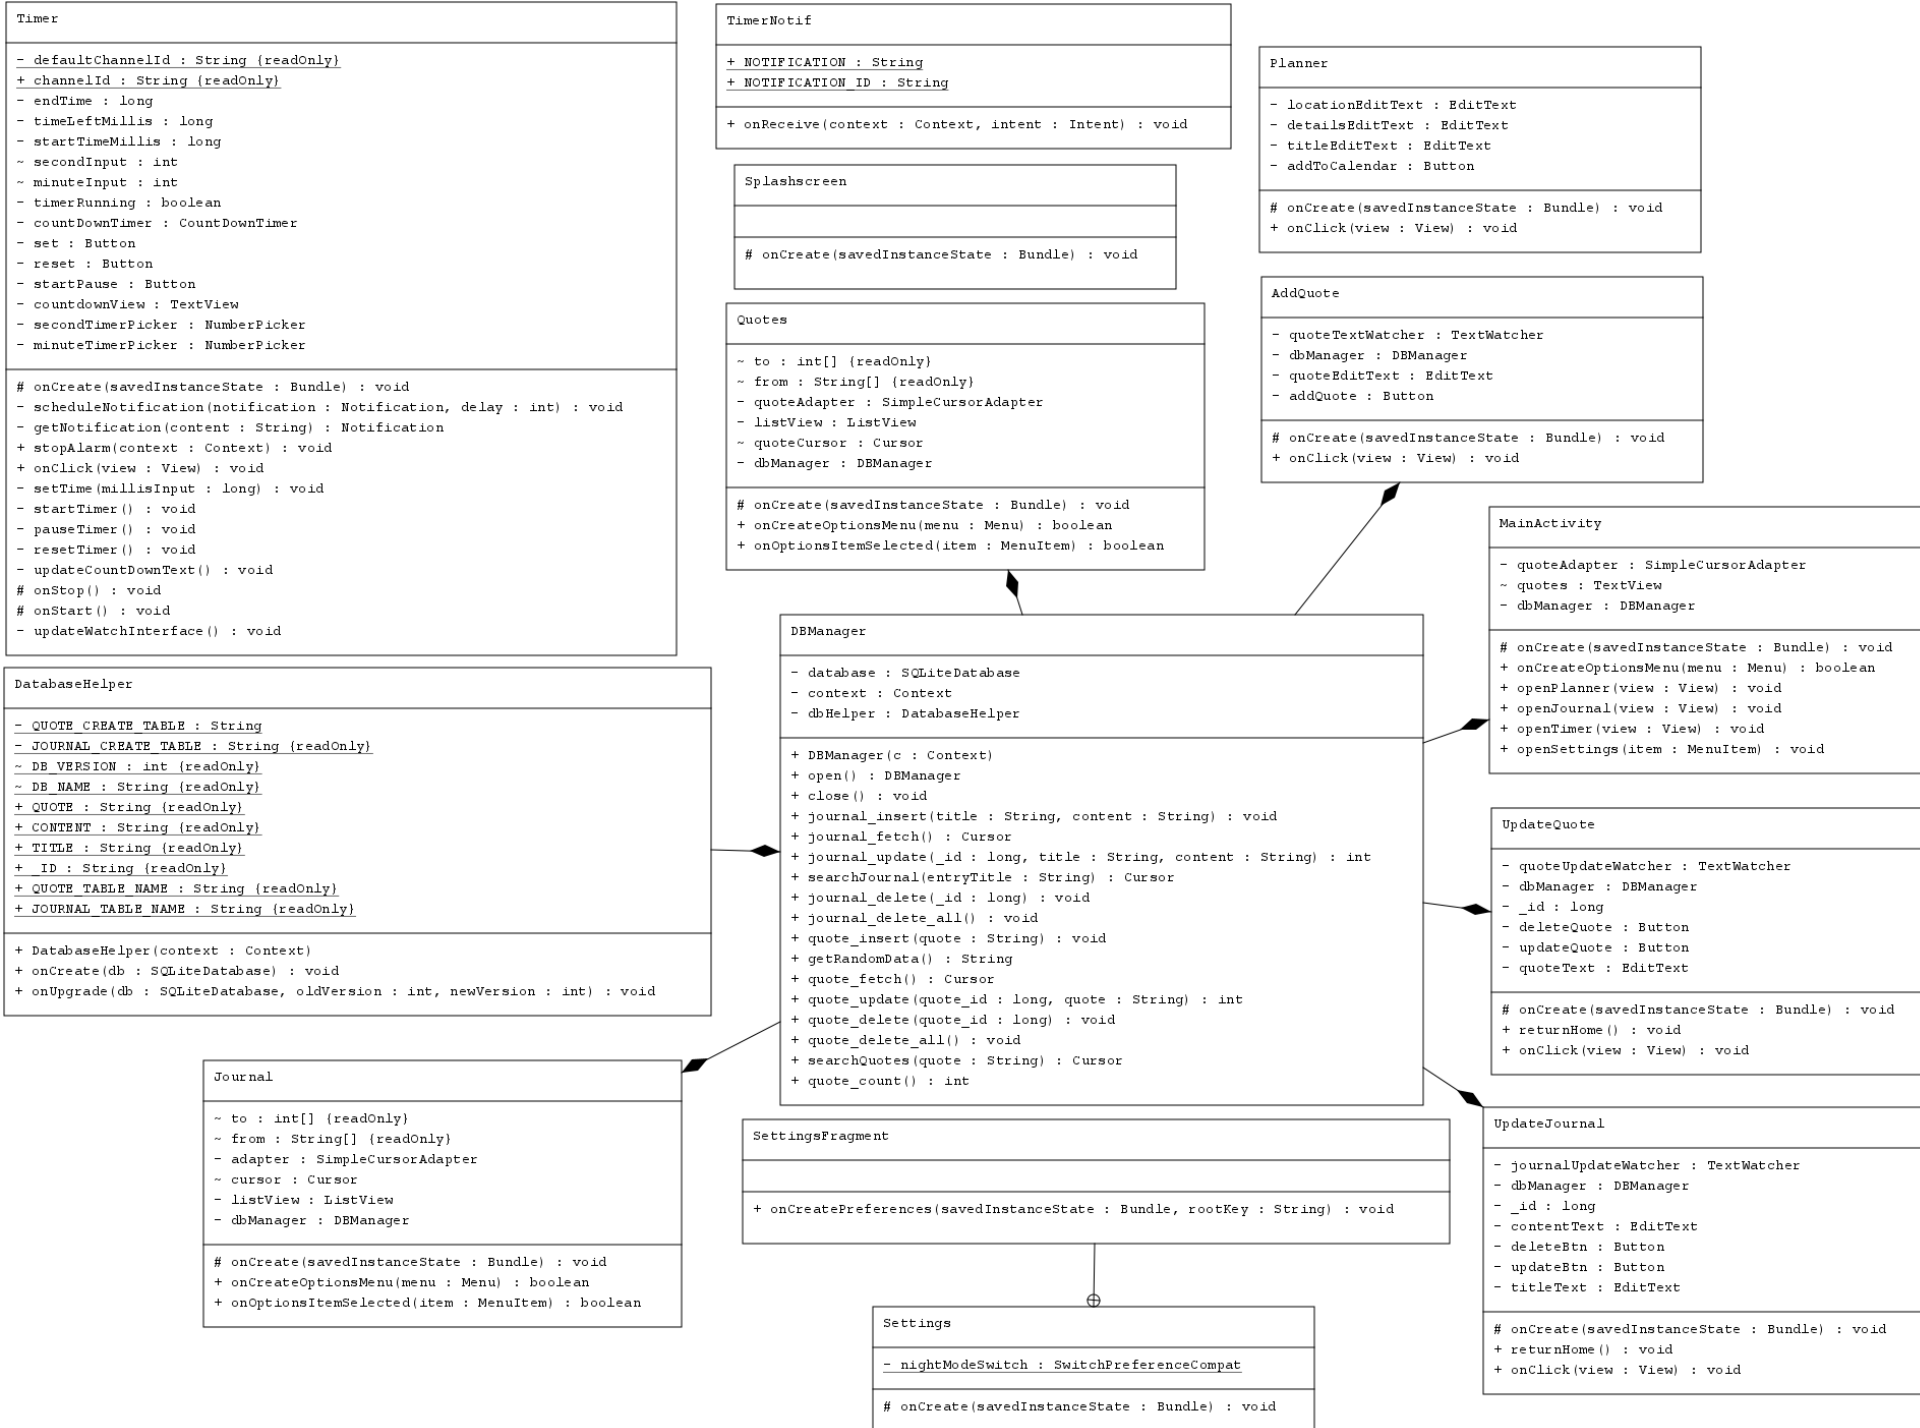 Timer
- defaultChannelId : String {readOnly}
+ channelId : String {readOnly}
- endTime : long
- timeLeftMillis : long
- startTimeMillis : long
~ secondInput : int
~ minuteInput : int
- timerRunning : boolean
- countDownTimer : CountDownTimer
- set : Button
- reset : Button
- startPause : Button
- countdownView : TextView
- secondTimerPicker : NumberPicker
- minuteTimerPicker : NumberPicker
# onCreate(savedInstanceState : Bundle) : void
- scheduleNotification(notification : Notification, delay : int) : void
- getNotification(content : String) : Notification
+ stopAlarm(context : Context) : void
+ onClick(view : View) : void
- setTime(millisInput : long) : void
- startTimer() : void
- pauseTimer() : void
- resetTimer() : void
- updateCountDownText() : void
# onStop() : void
# onStart() : void
- updateWatchInterface() : void
TimerNotif
+ NOTIFICATION : String
+ NOTIFICATION_ID : String
+ onReceive(context : Context, intent : Intent) : void
Splashscreen
# onCreate(savedInstanceState : Bundle) : void
Planner
- locationEditText : EditText
- detailsEditText : EditText
- titleEditText : EditText
- addToCalendar : Button
# onCreate(savedInstanceState : Bundle) : void
+ onClick(view : View) : void
Quotes
~ to : int[] {readOnly}
~ from : String[] {readOnly}
- quoteAdapter : SimpleCursorAdapter
- listView : ListView
~ quoteCursor : Cursor
- dbManager : DBManager
# onCreate(savedInstanceState : Bundle) : void
+ onCreateOptionsMenu(menu : Menu) : boolean
+ onOptionsItemSelected(item : MenuItem) : boolean
AddQuote
- quoteTextWatcher : TextWatcher
- dbManager : DBManager
- quoteEditText : EditText
- addQuote : Button
# onCreate(savedInstanceState : Bundle) : void
+ onClick(view : View) : void
MainActivity
- quoteAdapter : SimpleCursorAdapter
~ quotes : TextView
- dbManager : DBManager
# onCreate(savedInstanceState : Bundle) : void
+ onCreateOptionsMenu(menu : Menu) : boolean
+ openPlanner(view : View) : void
+ openJournal(view : View) : void
+ openTimer(view : View) : void
+ openSettings(item : MenuItem) : void
DatabaseHelper
- QUOTE_CREATE_TABLE : String
- JOURNAL_CREATE_TABLE : String {readOnly}
~ DB_VERSION : int {readOnly}
~ DB_NAME : String {readOnly}
+ QUOTE : String {readOnly}
+ CONTENT : String {readOnly}
+ TITLE : String {readOnly}
+ _ID : String {readOnly}
+ QUOTE_TABLE_NAME : String {readOnly}
+ JOURNAL_TABLE_NAME : String {readOnly}
+ DatabaseHelper(context : Context)
+ onCreate(db : SQLiteDatabase) : void
+ onUpgrade(db : SQLiteDatabase, oldVersion : int, newVersion : int) : void
DBManager
- database : SQLiteDatabase
- context : Context
- dbHelper : DatabaseHelper
+ DBManager(c : Context)
+ open() : DBManager
+ close() : void
+ journal_insert(title : String, content : String) : void
+ journal_fetch() : Cursor
+ journal_update(_id : long, title : String, content : String) : int
+ searchJournal(entryTitle : String) : Cursor
+ journal_delete(_id : long) : void
+ journal_delete_all() : void
+ quote_insert(quote : String) : void
+ getRandomData() : String
+ quote_fetch() : Cursor
+ quote_update(quote_id : long, quote : String) : int
+ quote_delete(quote_id : long) : void
+ quote_delete_all() : void
+ searchQuotes(quote : String) : Cursor
+ quote_count() : int
UpdateQuote
- quoteUpdateWatcher : TextWatcher
- dbManager : DBManager
- _id : long
- deleteQuote : Button
- updateQuote : Button
- quoteText : EditText
# onCreate(savedInstanceState : Bundle) : void
+ returnHome() : void
+ onClick(view : View) : void
Journal
~ to : int[] {readOnly}
~ from : String[] {readOnly}
- adapter : SimpleCursorAdapter
~ cursor : Cursor
- listView : ListView
- dbManager : DBManager
# onCreate(savedInstanceState : Bundle) : void
+ onCreateOptionsMenu(menu : Menu) : boolean
+ onOptionsItemSelected(item : MenuItem) : boolean
SettingsFragment
+ onCreatePreferences(savedInstanceState : Bundle, rootKey : String) : void
UpdateJournal
- journalUpdateWatcher : TextWatcher
- dbManager : DBManager
- _id : long
- contentText : EditText
- deleteBtn : Button
- updateBtn : Button
- titleText : EditText
# onCreate(savedInstanceState : Bundle) : void
+ returnHome() : void
+ onClick(view : View) : void
Settings
- nightModeSwitch : SwitchPreferenceCompat
# onCreate(savedInstanceState : Bundle) : void